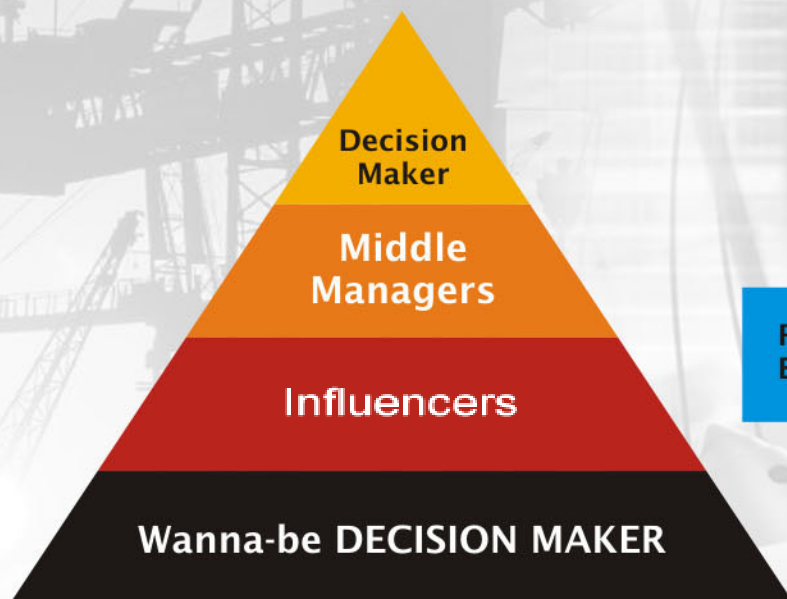 Decision
Maker
Middle
Managers
Influencers
Wanna-be DECISION MAKER